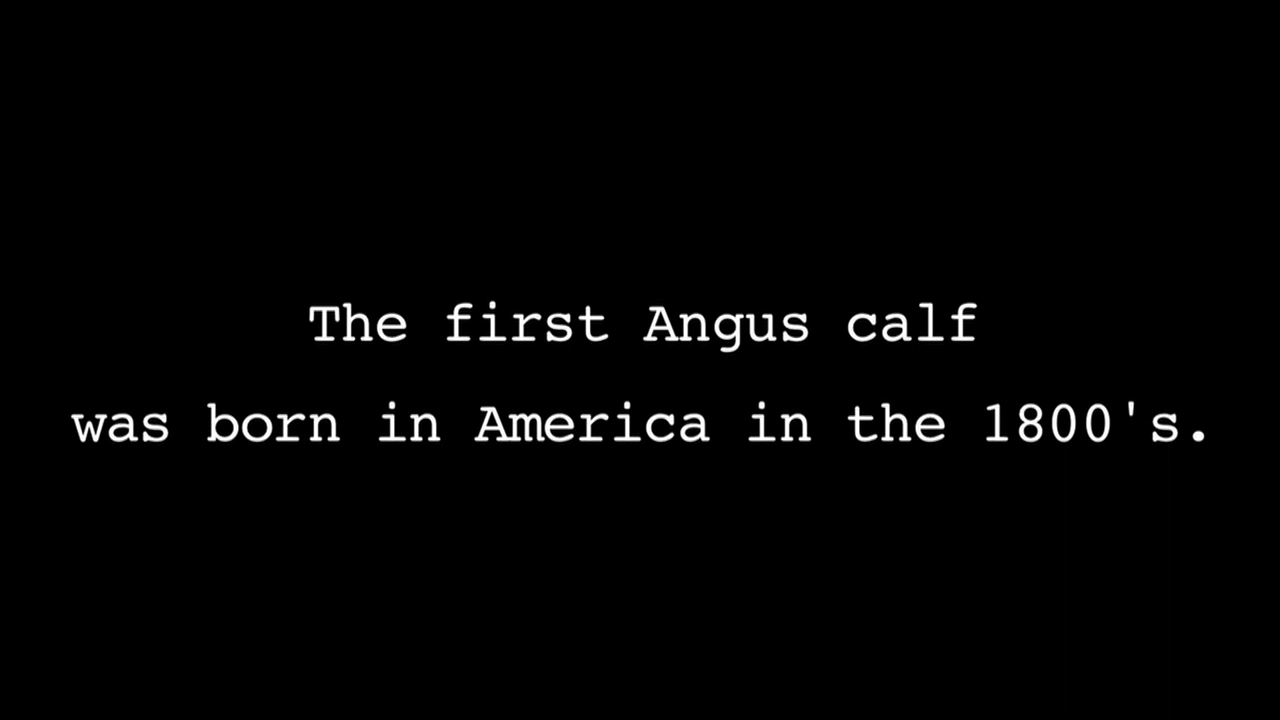 The first Angus calf
was born in America in the 1800's.